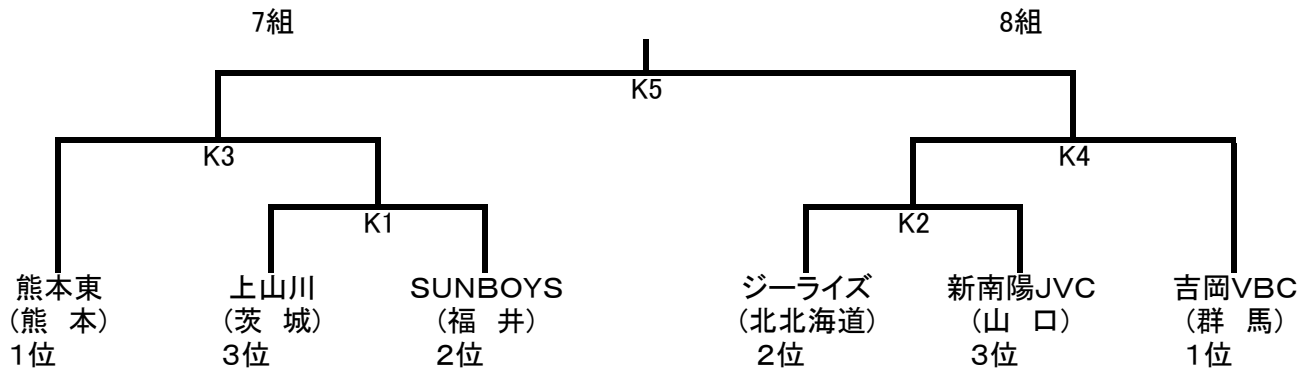 7組 8組
K5
K3 K4
K1 K2
熊本東 上山川 SUNBOYS ジーライズ 新南陽JVC 吉岡VBC
(熊　本) (茨　城) (福　井) (北北海道) (山　口) (群　馬)
1位 3位 2位 2位 3位 1位